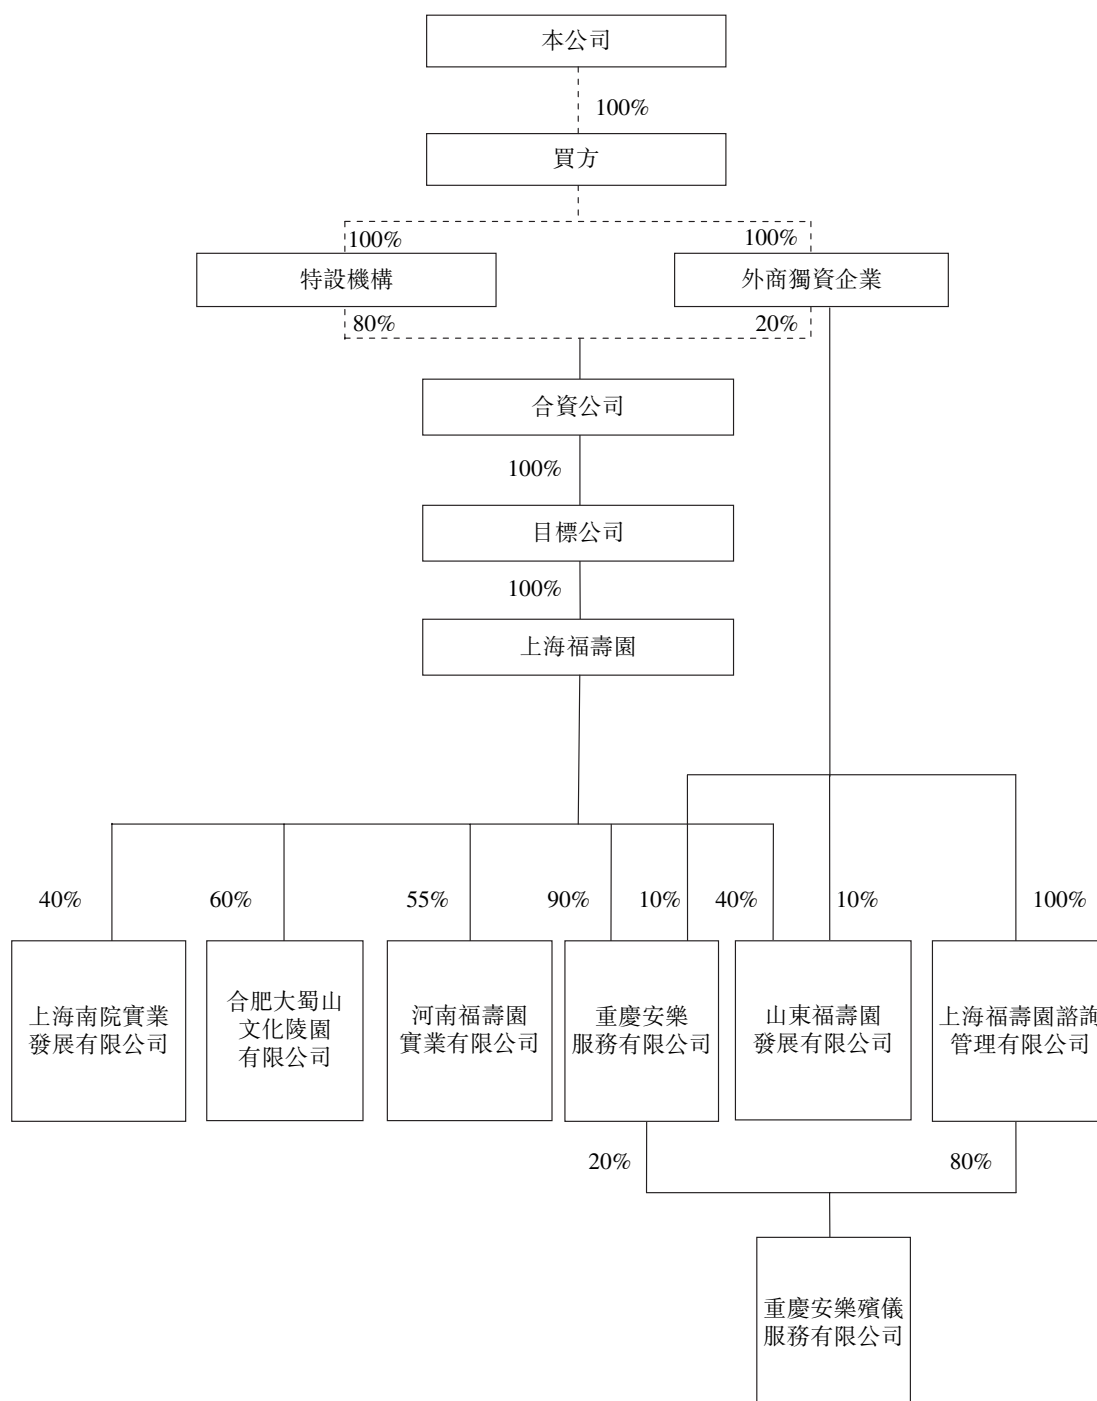 本公司
100%
買方
100%
100%
特設機構
外商獨資企業
80%
20%
合資公司
100%
目標公司
100%
上海福壽園
40%
60%
55%
90%
10%
40%
10%
100%
上海南院實業
發展有限公司
合肥大蜀山
文化陵園
有限公司
河南福壽園
實業有限公司
重慶安樂
服務有限公司
山東福壽園
發展有限公司
上海福壽園諮詢
管理有限公司
20%
80%
重慶安樂殯儀
服務有限公司